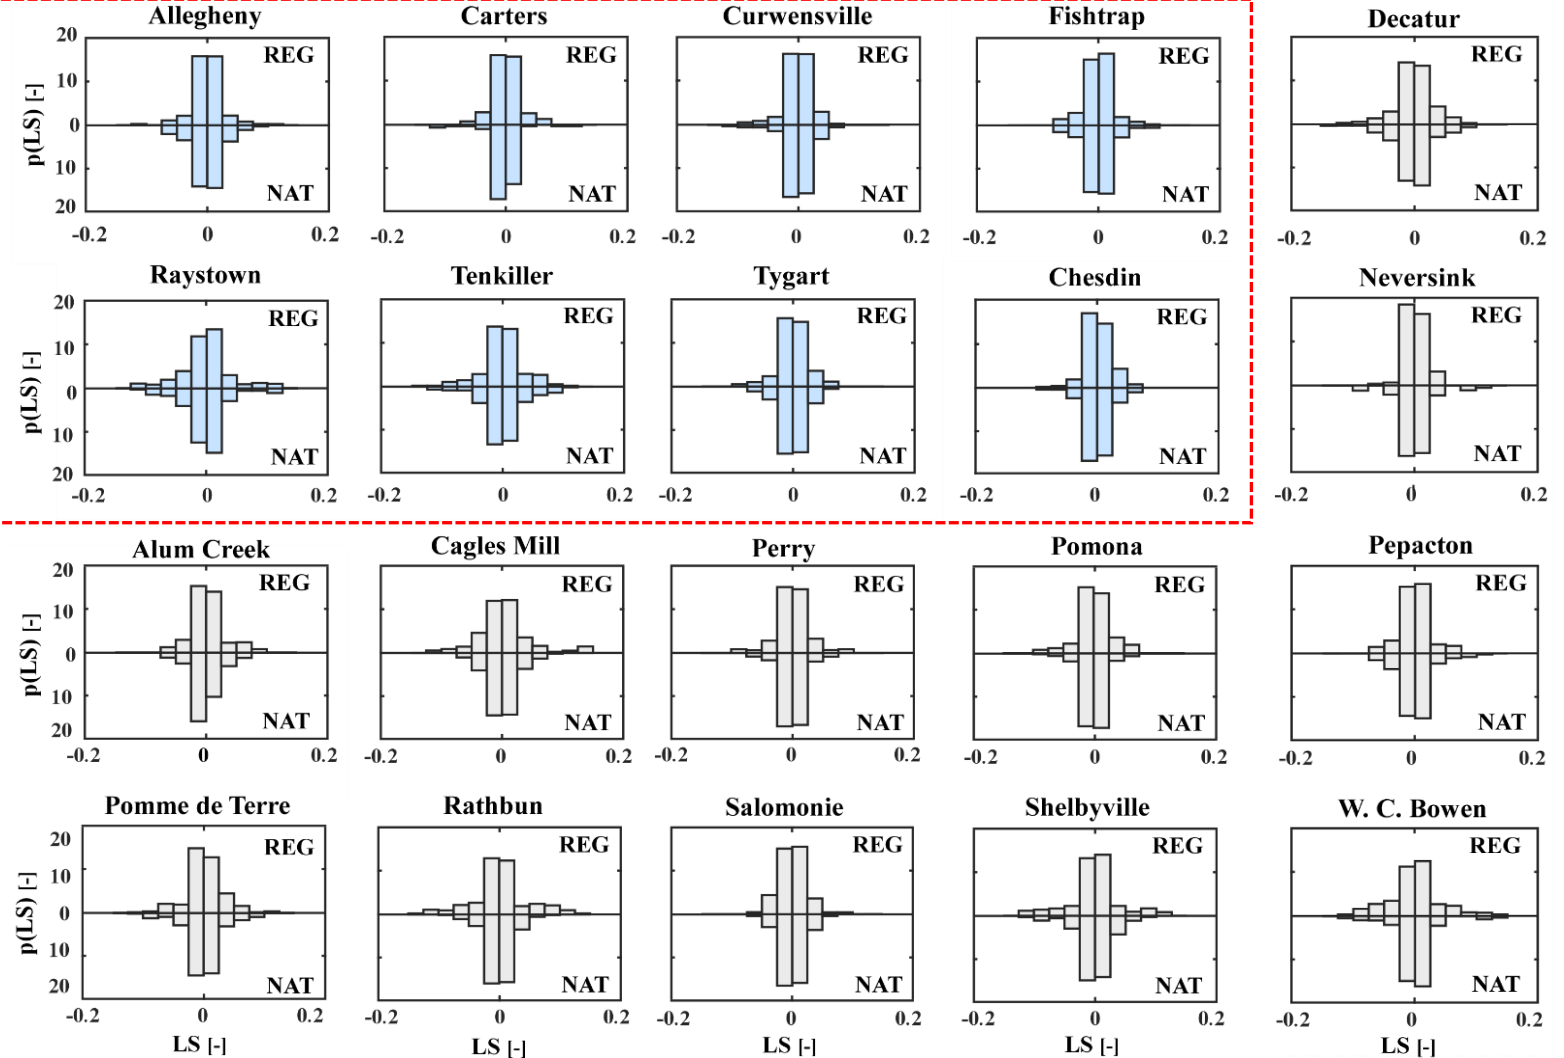 Allegheny Carters Curwensville Fishtrap Decatur
20 REG REG REG REG REG
10
p(LS) [-]
0
10
NAT NAT NAT NAT NAT
20
-0.2 0 0.2 -0.2 0 0.2 -0.2 0 0.2 -0.2 0 0.2 -0.2 0 0.2
Raystown Tenkiller Tygart Chesdin Neversink
20 REG REG REG REG REG
10
p(LS) [-]
0
10
NAT NAT NAT NAT NAT
20
-0.2 0 0.2 -0.2 0 0.2 -0.2 0 0.2 -0.2 0 0.2 -0.2 0 0.2
Alum Creek Cagles Mill Perry Pomona Pepacton
20 REG REG REG REG REG
10
p(LS) [-]
0
10
NAT NAT NAT NAT NAT
20
-0.2 0 0.2 -0.2 0 0.2 -0.2 0 0.2 -0.2 0 0.2 -0.2 0 0.2
Pomme de Terre Rathbun Salomonie Shelbyville W. C. Bowen
20 REG REG REG REG REG
10
p(LS) [-]
0
10
NAT NAT NAT NAT NAT
20
-0.2 0 0.2 -0.2 0 0.2 -0.2 0 0.2 -0.2 0 0.2 -0.2 0 0.2
LS [-] LS [-] LS [-] LS [-] LS [-]